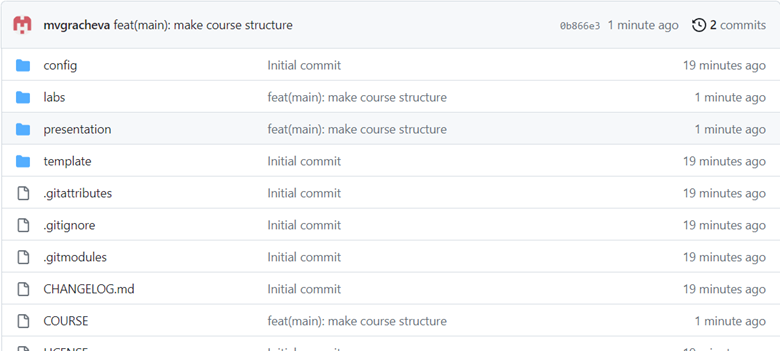 mvgracheva feat(main): make course structure 0b866e3 1 minute ago 2 commits
config Initial commit 19 minutes ago
labs feat(main): make course structure 1 minute ago
presentation feat(main): make course structure 1 minute ago
template Initial commit 19 minutes ago
.gitattributes Initial commit 19 minutes ago
.gitignore Initial commit 19 minutes ago
.gitmodules Initial commit 19 minutes ago
CHANGELOG.md Initial commit 19 minutes ago
COURSE feat(main): make course structure 1 minute ago